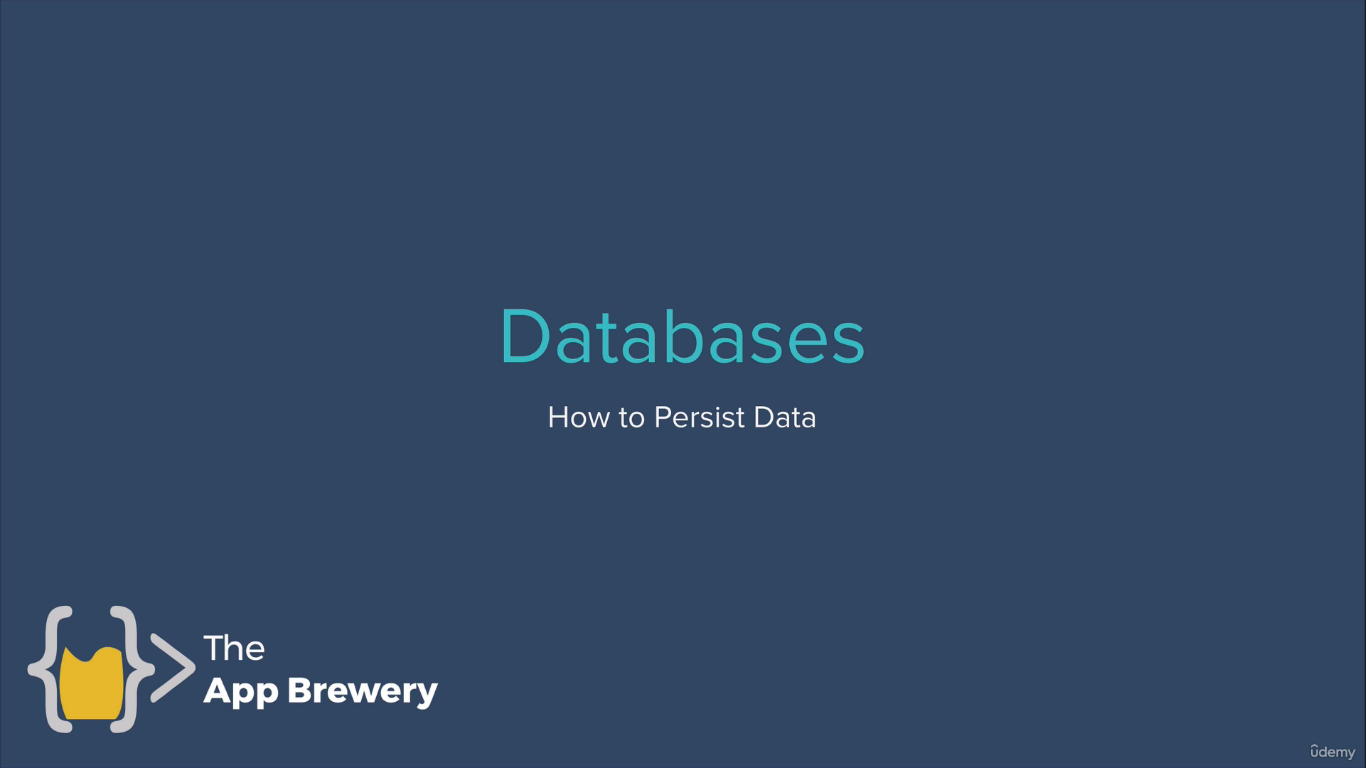 Databases
How to Persist Data
The
App Brewery
ûdemy